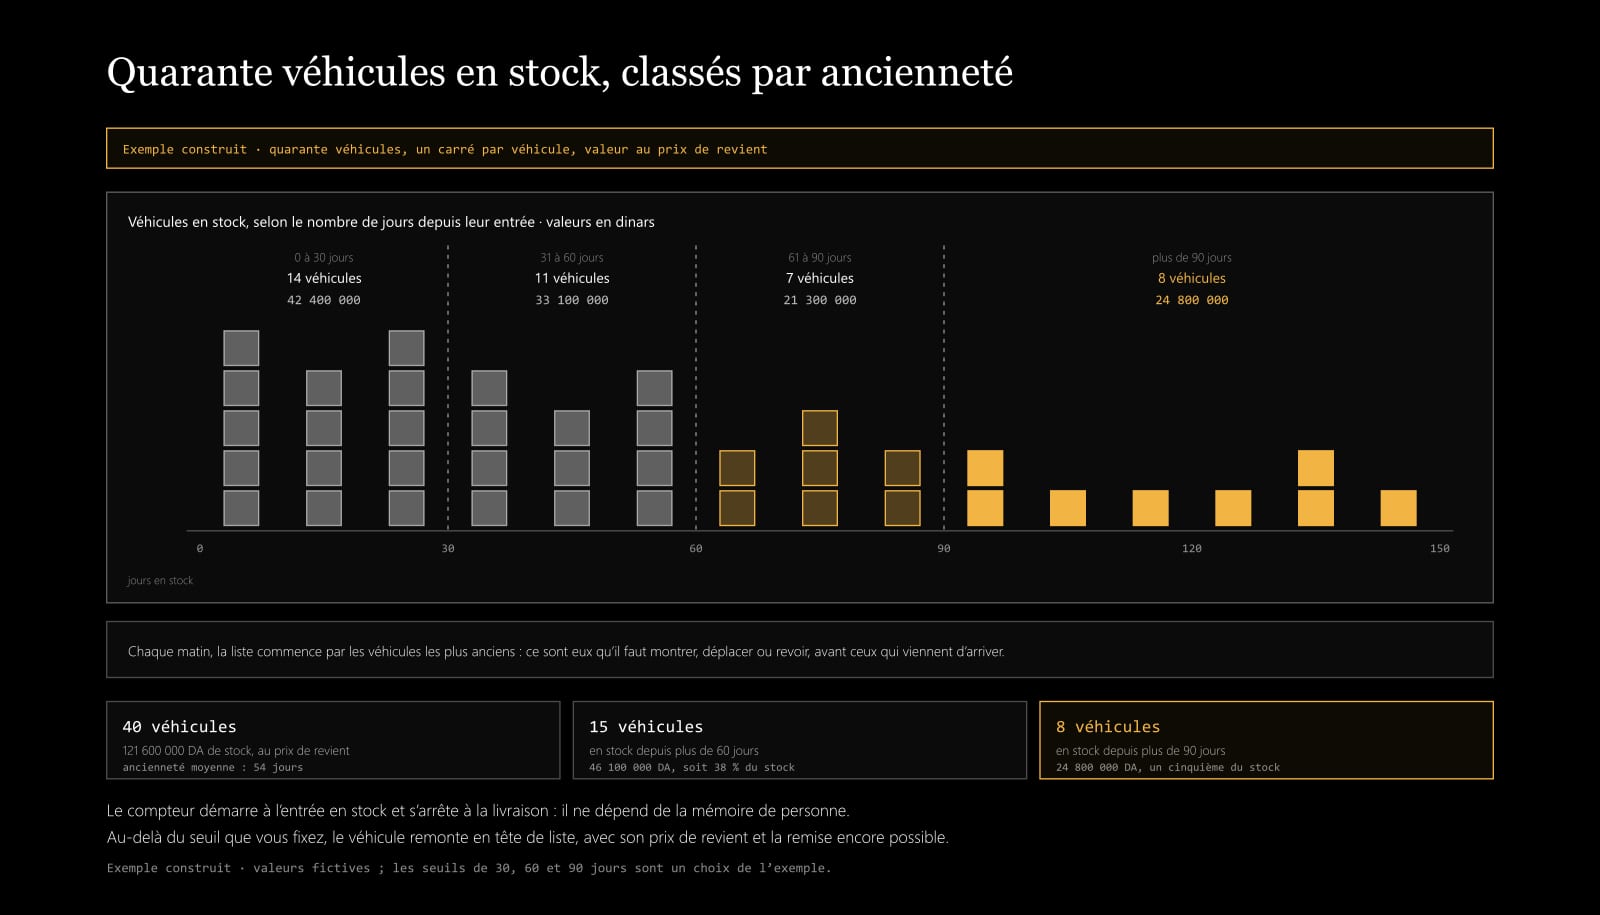 Quarante véhicules en stock, classés par ancienneté
Exemple construit · quarante véhicules, un carré par véhicule, valeur au prix de revient
Véhicules en stock, selon le nombre de jours depuis leur entrée · valeurs en dinars
0 à 30 jours
14 véhicules
42 400 000
31 à 60 jours
11 véhicules
33 100 000
61 à 90 jours
7 véhicules
21 300 000
plus de 90 jours
8 véhicules
24 800 000
0
30
60
90
120
150
jours en stock
Chaque matin, la liste commence par les véhicules les plus anciens : ce sont eux qu’il faut montrer, déplacer ou revoir, avant ceux qui viennent d’arriver.
40 véhicules
121 600 000 DA de stock, au prix de revient
ancienneté moyenne : 54 jours
15 véhicules
en stock depuis plus de 60 jours
46 100 000 DA, soit 38 % du stock
8 véhicules
en stock depuis plus de 90 jours
24 800 000 DA, un cinquième du stock
Le compteur démarre à l’entrée en stock et s’arrête à la livraison : il ne dépend de la mémoire de personne.
Au-delà du seuil que vous fixez, le véhicule remonte en tête de liste, avec son prix de revient et la remise encore possible.
Exemple construit · valeurs fictives ; les seuils de 30, 60 et 90 jours sont un choix de l’exemple.